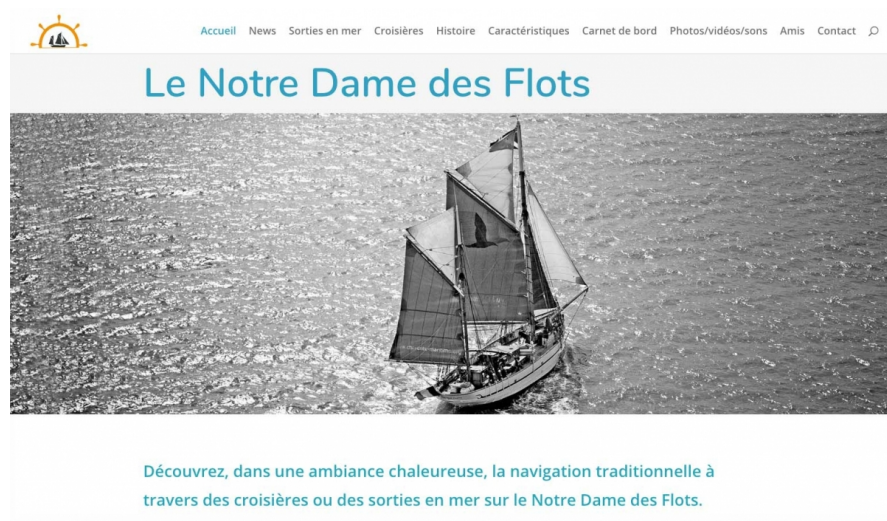 Accueil News Sorties en mer Croisières Histoire Caractéristiques Carnet de bord Photos/vidéos/sons Amis Contact
Le Notre Dame des Flots
Découvrez, dans une ambiance chaleureuse, la navigation traditionnelle à
travers des croisières ou des sorties en mer sur le Notre Dame des Flots.